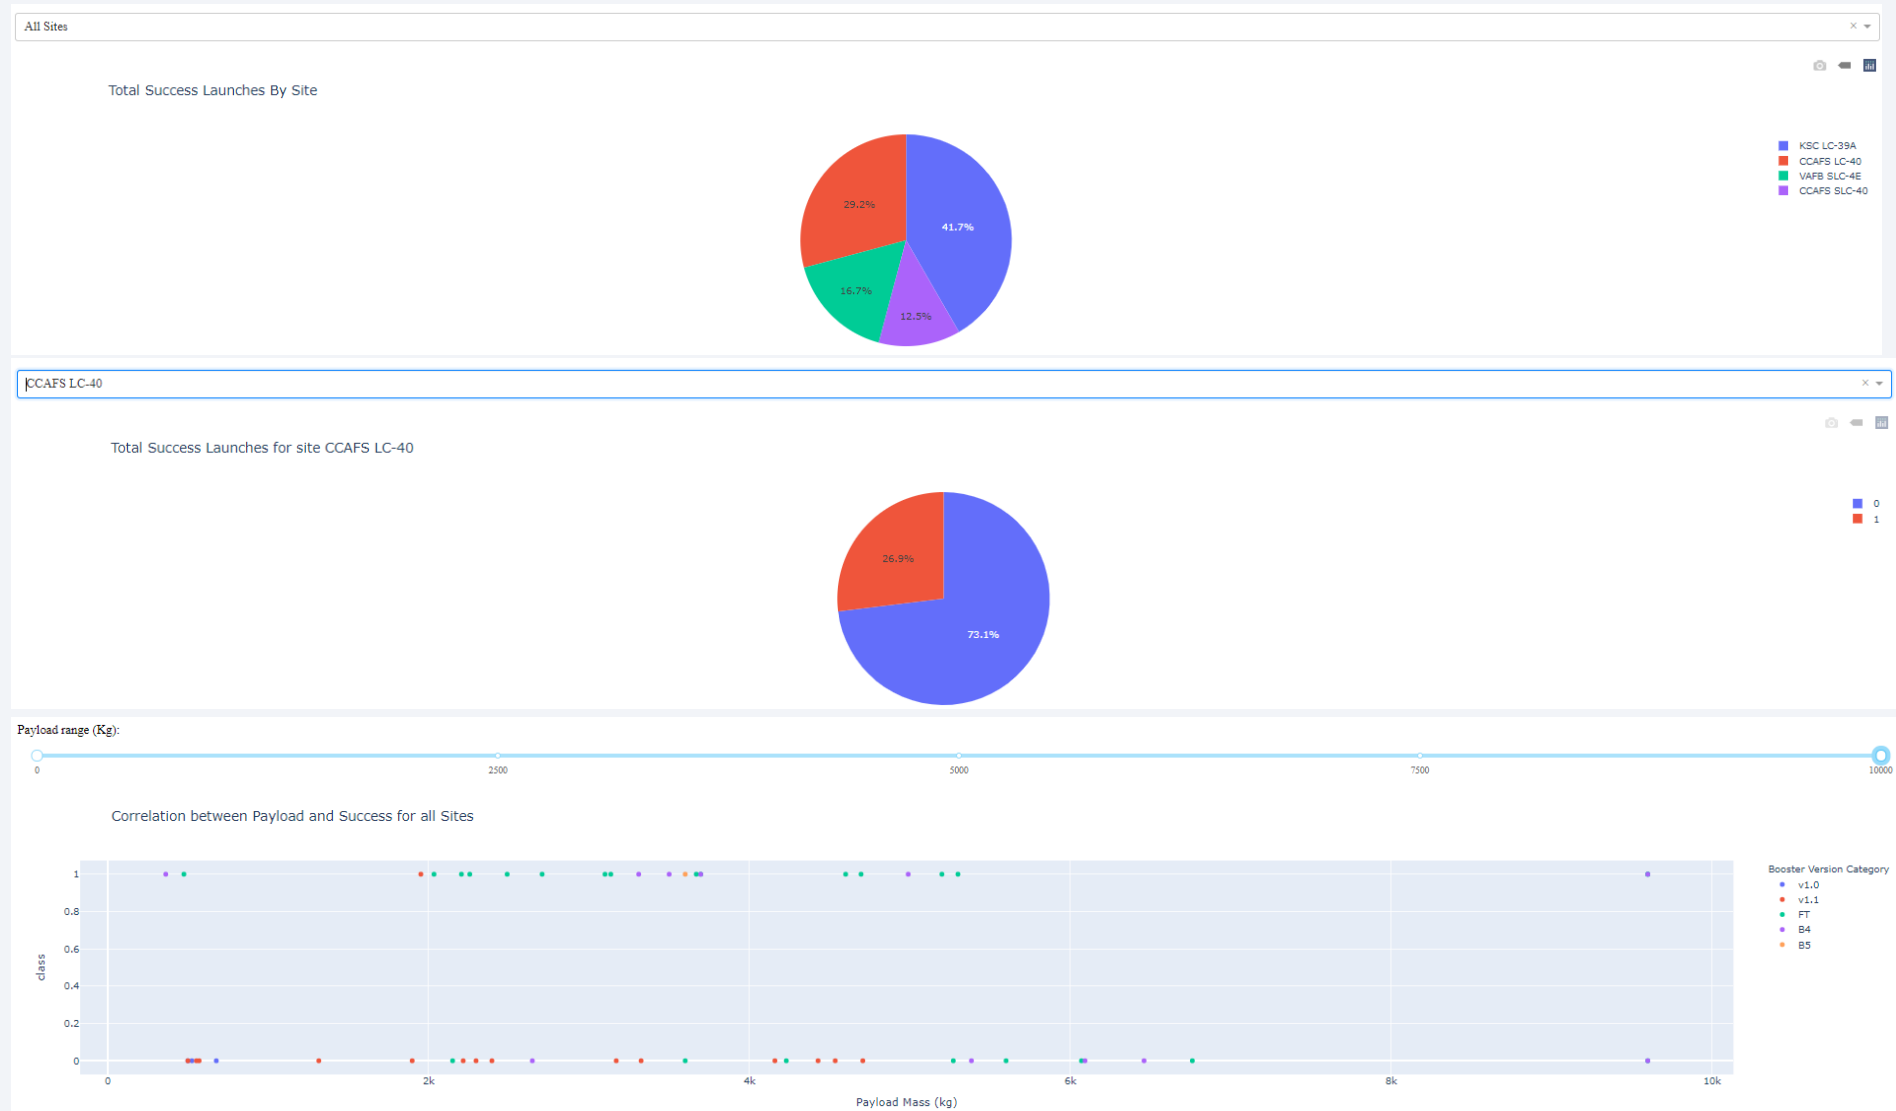 All Sites
Total Success Launches By Site
KSC LC-39A
CCAFS LC-40
VAFB SLC-4E
CCAFS SLC-40
29.2%
41.7%
16.7%
12.5%
CCAFS LC-40
Total Success Launches for site CCAFS LC-40
0
1
26.9%
73.1%
Payload range (Kg):
0 2500 5000 7500 10000
Correlation between Payload and Success for all Sites
Booster Version Category
v1.0
v1.1
FT
B4
B5
class
1
0.8
0.6
0.4
0.2
0
0 2k 4k 6k 8k 10k
Payload Mass (kg)